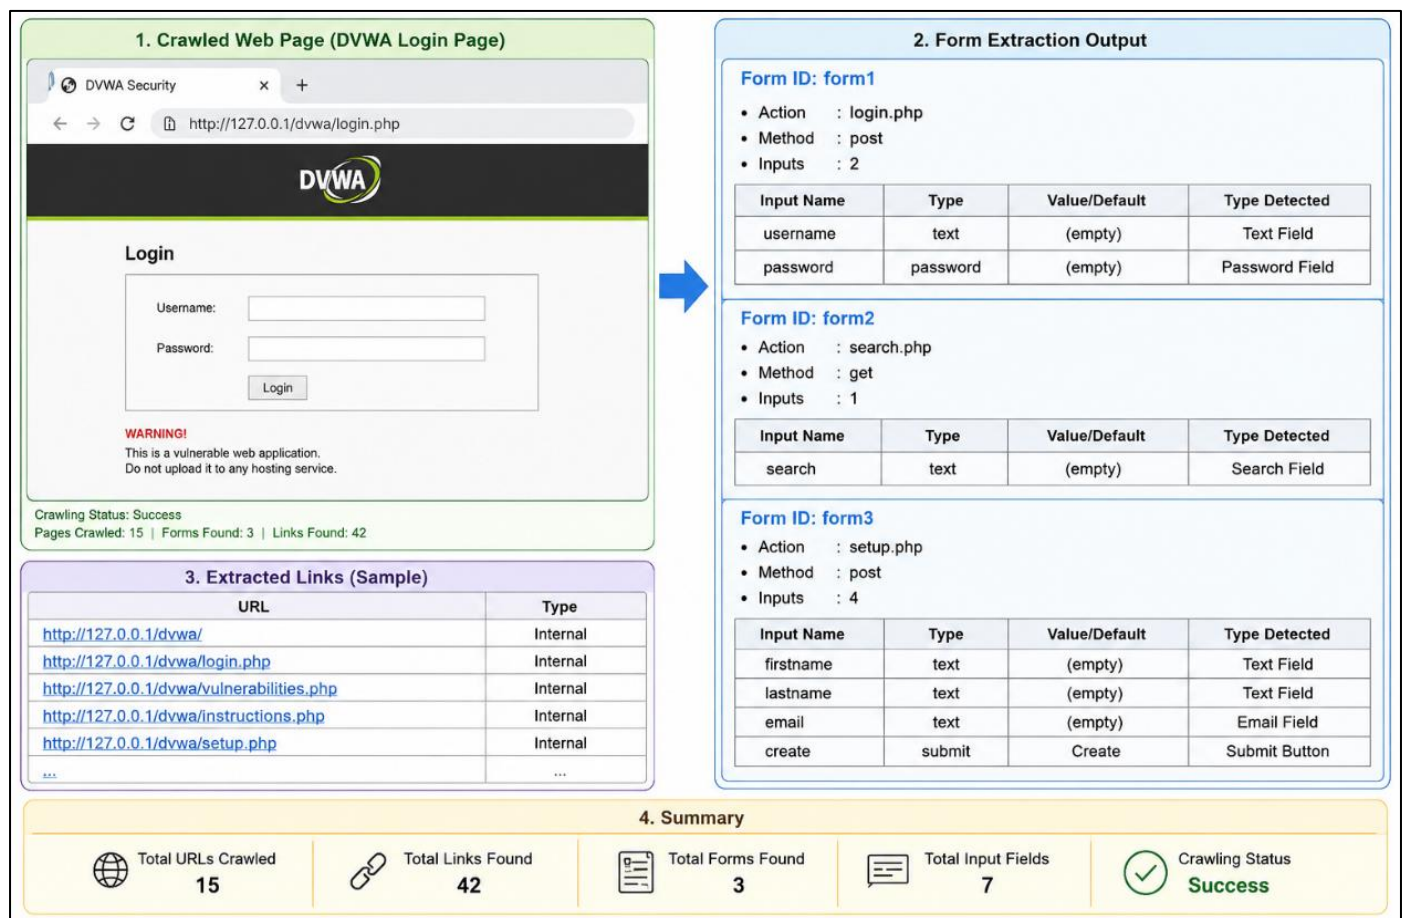 1. Crawled Web Page (DVWA Login Page)
DVWA Security × +
http://127.0.0.1/dvwa/login.php
DVWA
Login
Username:
Password:
Login
WARNING!
This is a vulnerable web application.
Do not upload it to any hosting service.
Crawling Status: Success
Pages Crawled: 15 | Forms Found: 3 | Links Found: 42
2. Form Extraction Output
Form ID: form1
• Action : login.php
• Method : post
• Inputs : 2
Input Name Type Value/Default Type Detected
username text (empty) Text Field
password password (empty) Password Field
Form ID: form2
• Action : search.php
• Method : get
• Inputs : 1
Input Name Type Value/Default Type Detected
search text (empty) Search Field
Form ID: form3
• Action : setup.php
• Method : post
• Inputs : 4
Input Name Type Value/Default Type Detected
firstname text (empty) Text Field
lastname text (empty) Text Field
email text (empty) Email Field
create submit Create Submit Button
3. Extracted Links (Sample)
URL Type
http://127.0.0.1/dvwa/ Internal
http://127.0.0.1/dvwa/login.php Internal
http://127.0.0.1/dvwa/vulnerabilities.php Internal
http://127.0.0.1/dvwa/instructions.php Internal
http://127.0.0.1/dvwa/setup.php Internal
... ...
4. Summary
Total URLs Crawled
15
Total Links Found
42
Total Forms Found
3
Total Input Fields
7
Crawling Status
Success